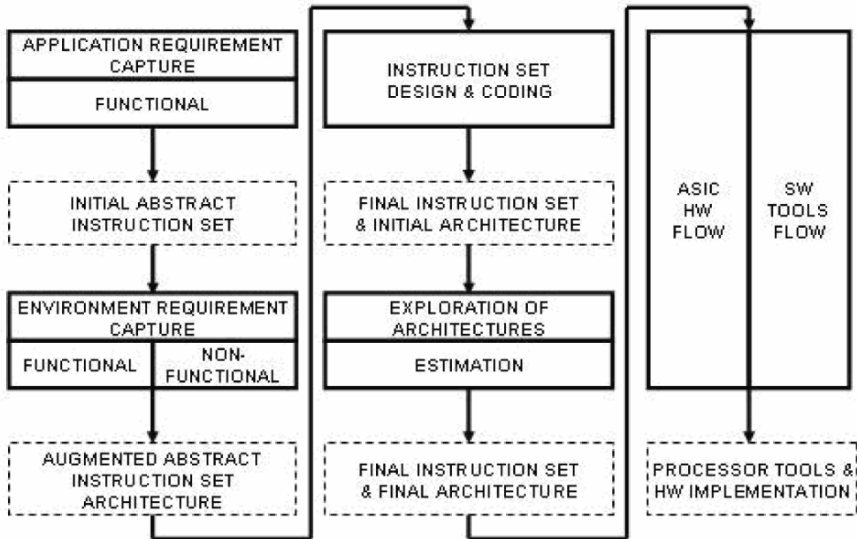 APPLICATION REQUIREMENT
CAPTURE
FUNCTIONAL
INITIAL ABSTRACT
INSTRUCTION SET
ENVIRONMENT REQUIREMENT
CAPTURE
FUNCTIONAL
NON-
FUNCTIONAL
AUGMENTED ABSTRACT
INSTRUCTION SET
ARCHITECTURE
INSTRUCTION SET
DESIGN & CODING
FINAL INSTRUCTION SET
& INITIAL ARCHITECTURE
EXPLORATION OF
ARCHITECTURES
ESTIMATION
FINAL INSTRUCTION SET
& FINAL ARCHITECTURE
ASIC
HW
FLOW
SW
TOOLS
FLOW
PROCESSOR TOOLS &
HW IMPLEMENTATION